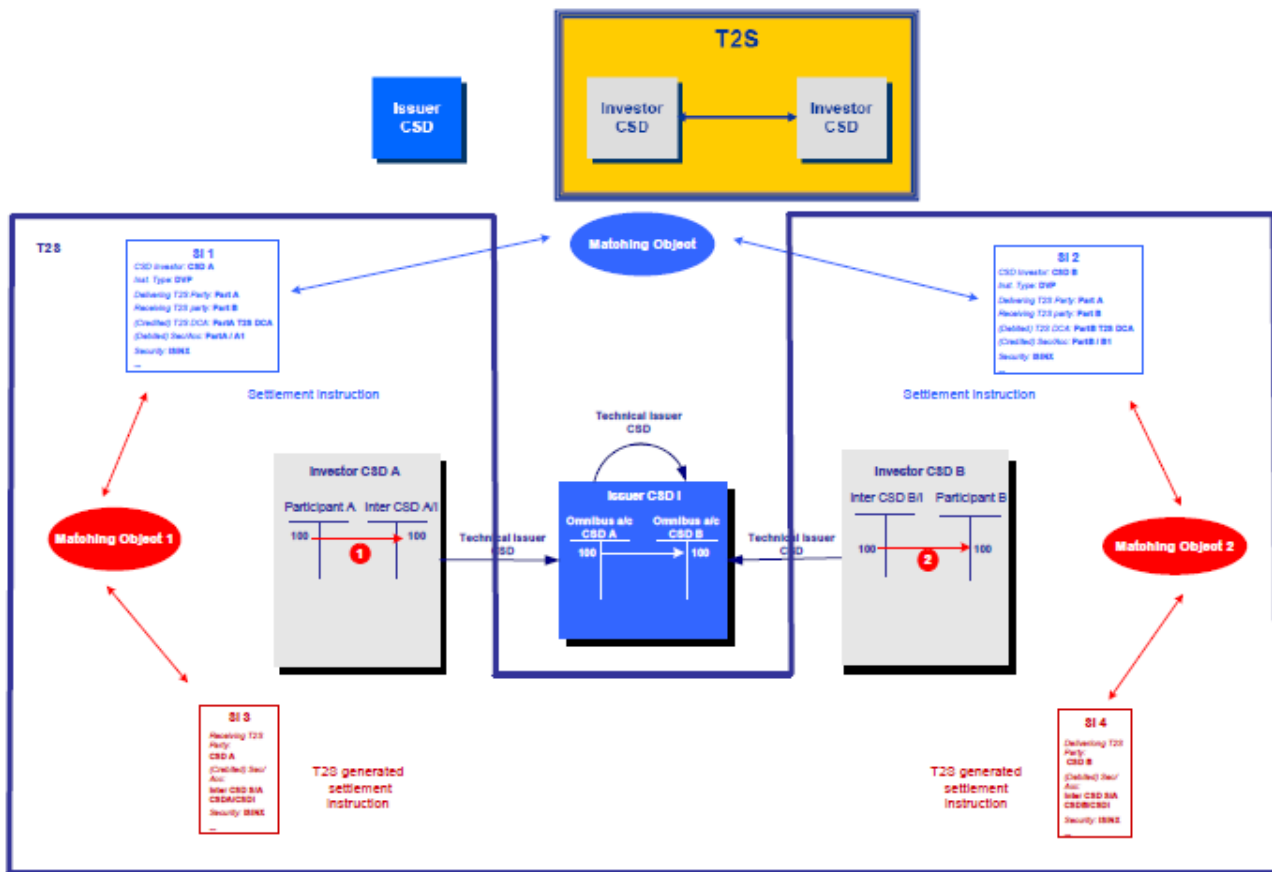 T2S
Issuer
CSD
Investor
CSD
Investor
CSD
Matching Object
T2S
SI 1
CSD Investor: CSD A
Inst. Type: DVP
Delivering T2S Party: Part A
Receiving T2S party: Part B
(Credited) T2S DCA: PartA T2S DCA
(Debited) Sec/Acc: PartA / A1
Security: ISINX
...
Settlement Instruction
SI 2
CSD Investor: CSD B
Inst. Type: DVP
Delivering T2S Party: Part A
Receiving T2S party: Part B
(Debited) T2S DCA: PartB T2S DCA
(Credited) Sec/Acc: PartB / B1
Security: ISINX
...
Settlement Instruction
Technical Issuer
CSD
Investor CSD A
Participant A Inter CSD A/I
100 100
1
Technical Issuer
CSD
Issuer CSD I
Omnibus a/c
CSD A
Omnibus a/c
CSD B
100 100
Technical Issuer
CSD
Investor CSD B
Inter CSD B/I Participant B
100 100
2
Matching Object 1
Matching Object 2
SI 3
Receiving T2S
Party:
CSD A
(Credited) Sec/
Acc:
Inter CSD S/A
CSDA/CSDI
Security: ISINX
...
T2S generated
settlement
Instruction
T2S generated
settlement
Instruction
SI 4
Delivering T2S
Party:
CSD B
(Debited) Sec/
Acc:
Inter CSD S/A
CSDB/CSDI
Security: ISINX
...